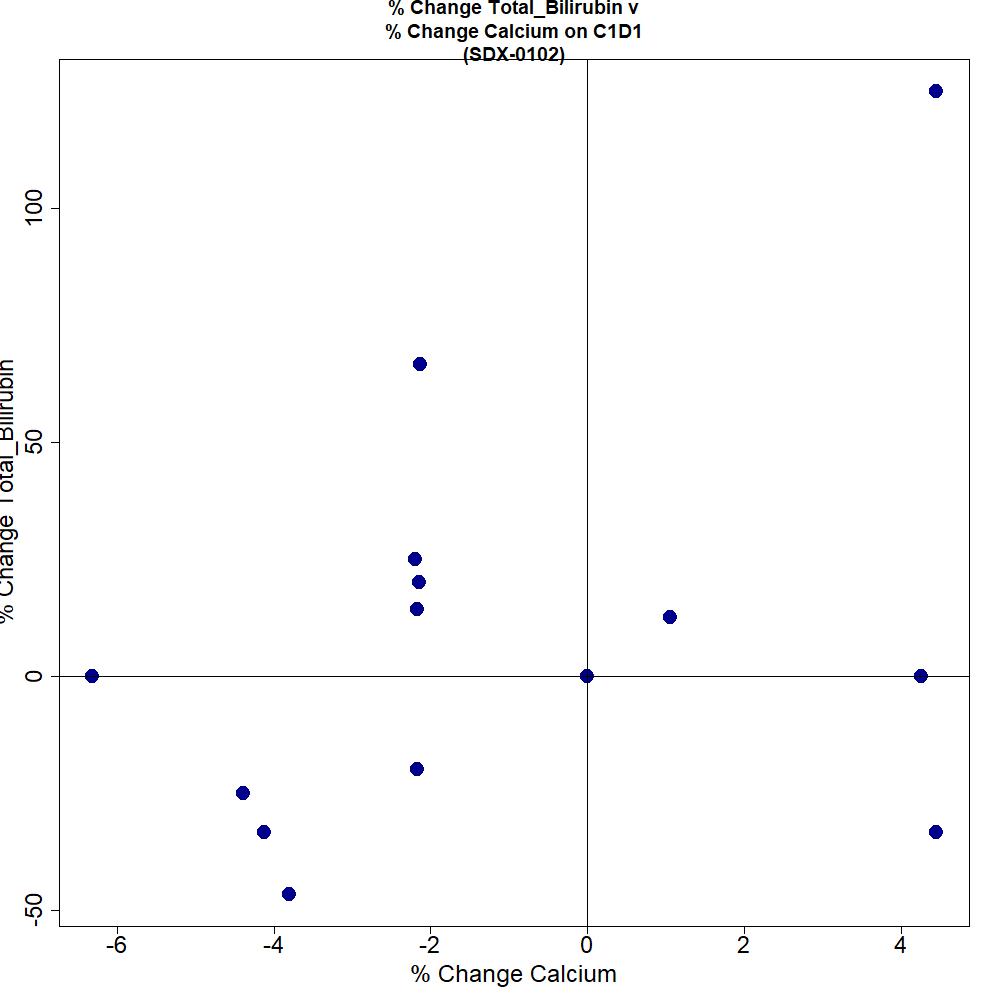 % Change Total_Bilirubin v
% Change Calcium on C1D1
(SDX-0102)
% Change Total_Bilirubin
100
50
0
-50
-6
-4
-2
0
2
4
% Change Calcium